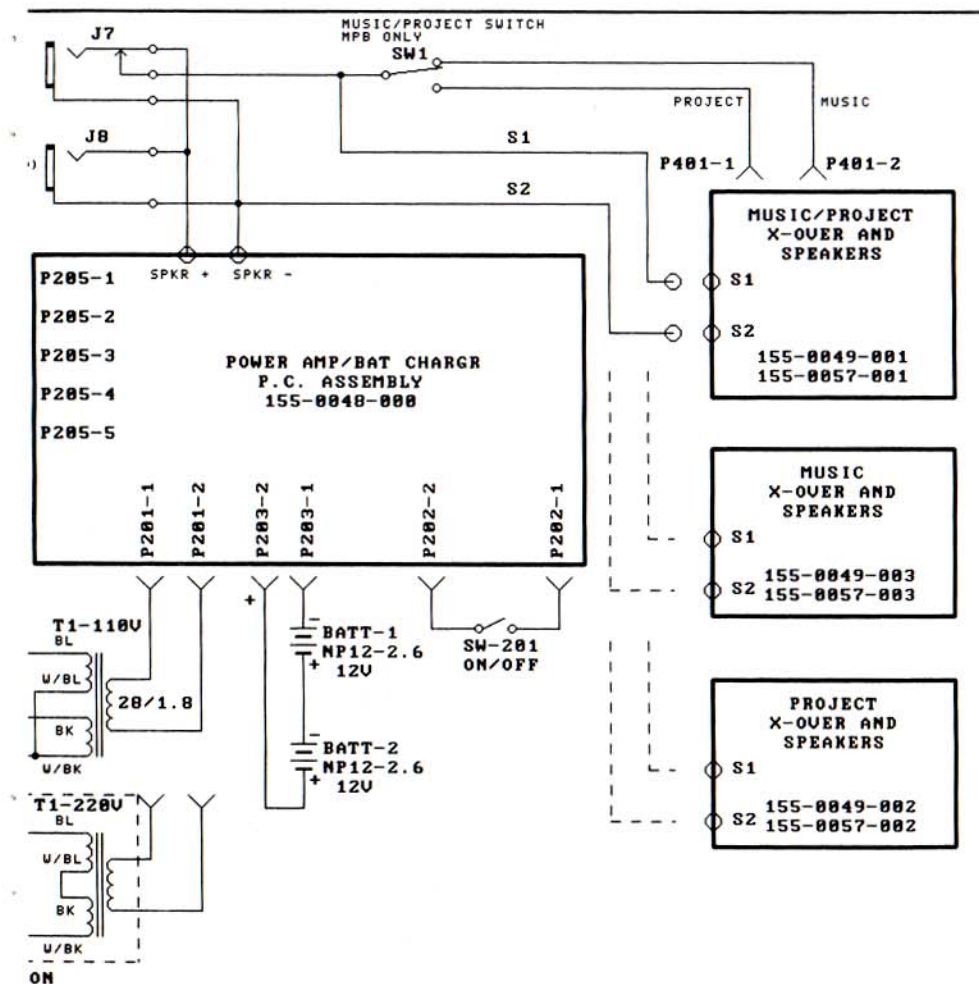 MUSIC/PROJECT SWITCH
MPB ONLY
J7
SW1
PROJECT
MUSIC
J8
S1
P401-1
P401-2
S2
MUSIC/PROJECT
X-OVER AND
SPEAKERS
S1
S2
155-0049-001
155-0057-001
SPKR +
SPKR -
P205-1
P205-2
P205-3
P205-4
P205-5
POWER AMP/BAT CHARGR
P.C. ASSEMBLY
155-0048-000
P201-1
P201-2
P203-2
P203-1
P202-2
P202-1
MUSIC
X-OVER AND
SPEAKERS
S1
S2
155-0049-003
155-0057-003
+
-
BATT-1
NP12-2.6
+
12V
SW-201
ON/OFF
T1-110V
BL
W/BL
28/1.8
BK
W/BK
-
BATT-2
NP12-2.6
+
12V
PROJECT
X-OVER AND
SPEAKERS
S1
S2
155-0049-002
155-0057-002
T1-220V
BL
W/BL
BK
W/BK
ON